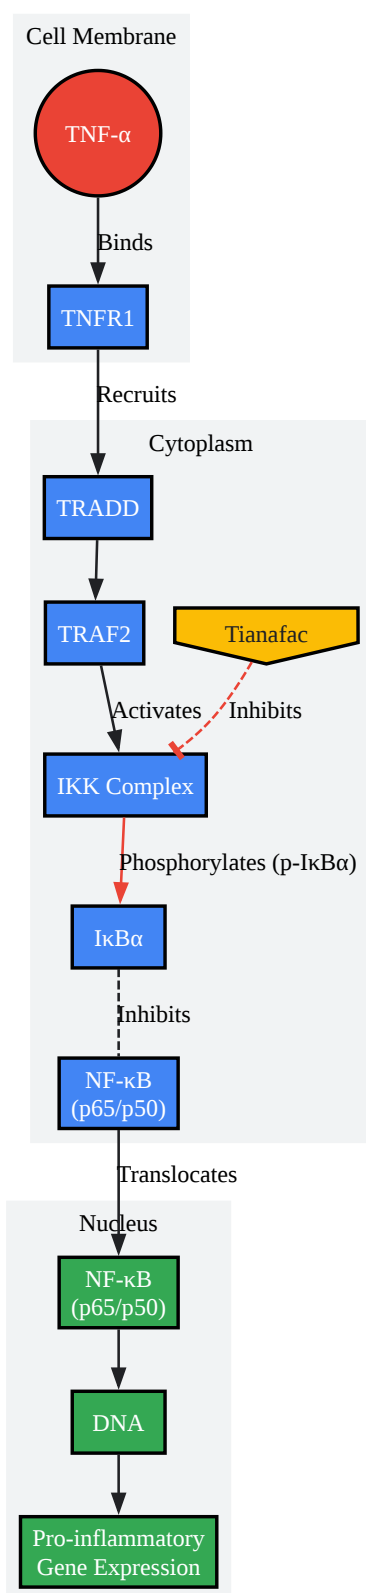 Cell Membrane
TNF-α
Binds
TNFR1
Recruits
Cytoplasm
TRADD
TRAF2
Tianafac
Activates
Inhibits
IKK Complex
Phosphorylates (p-IκBα)
IκBα
Inhibits
NF-κB
(p65/p50)
Translocates
Nucleus
NF-κB
(p65/p50)
DNA
Pro-inflammatory
Gene Expression